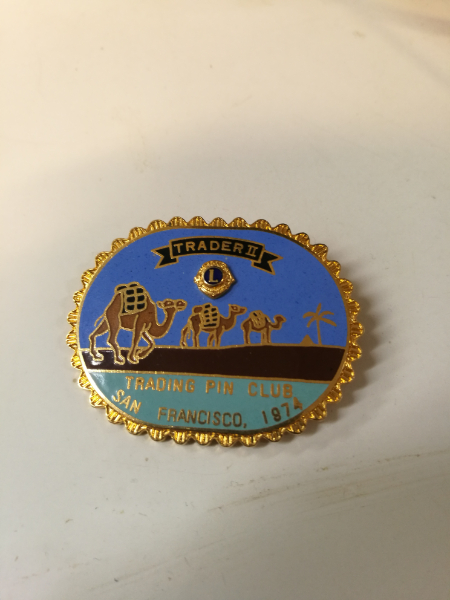 TRADER II
L
TRADING PIN CLUB
SAN FRANCISCO, 1974